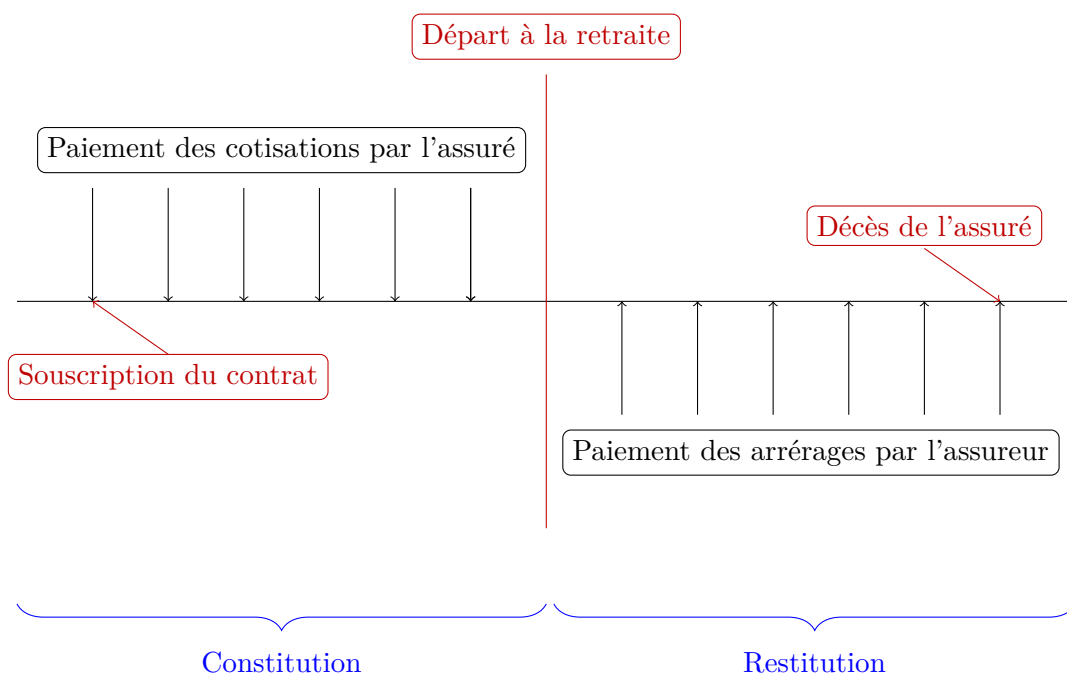 Départ à la retraite
Paiement des cotisations par l'assuré
Décès de l'assuré
Souscription du contrat
Paiement des arrérages par l'assureur
Constitution
Restitution